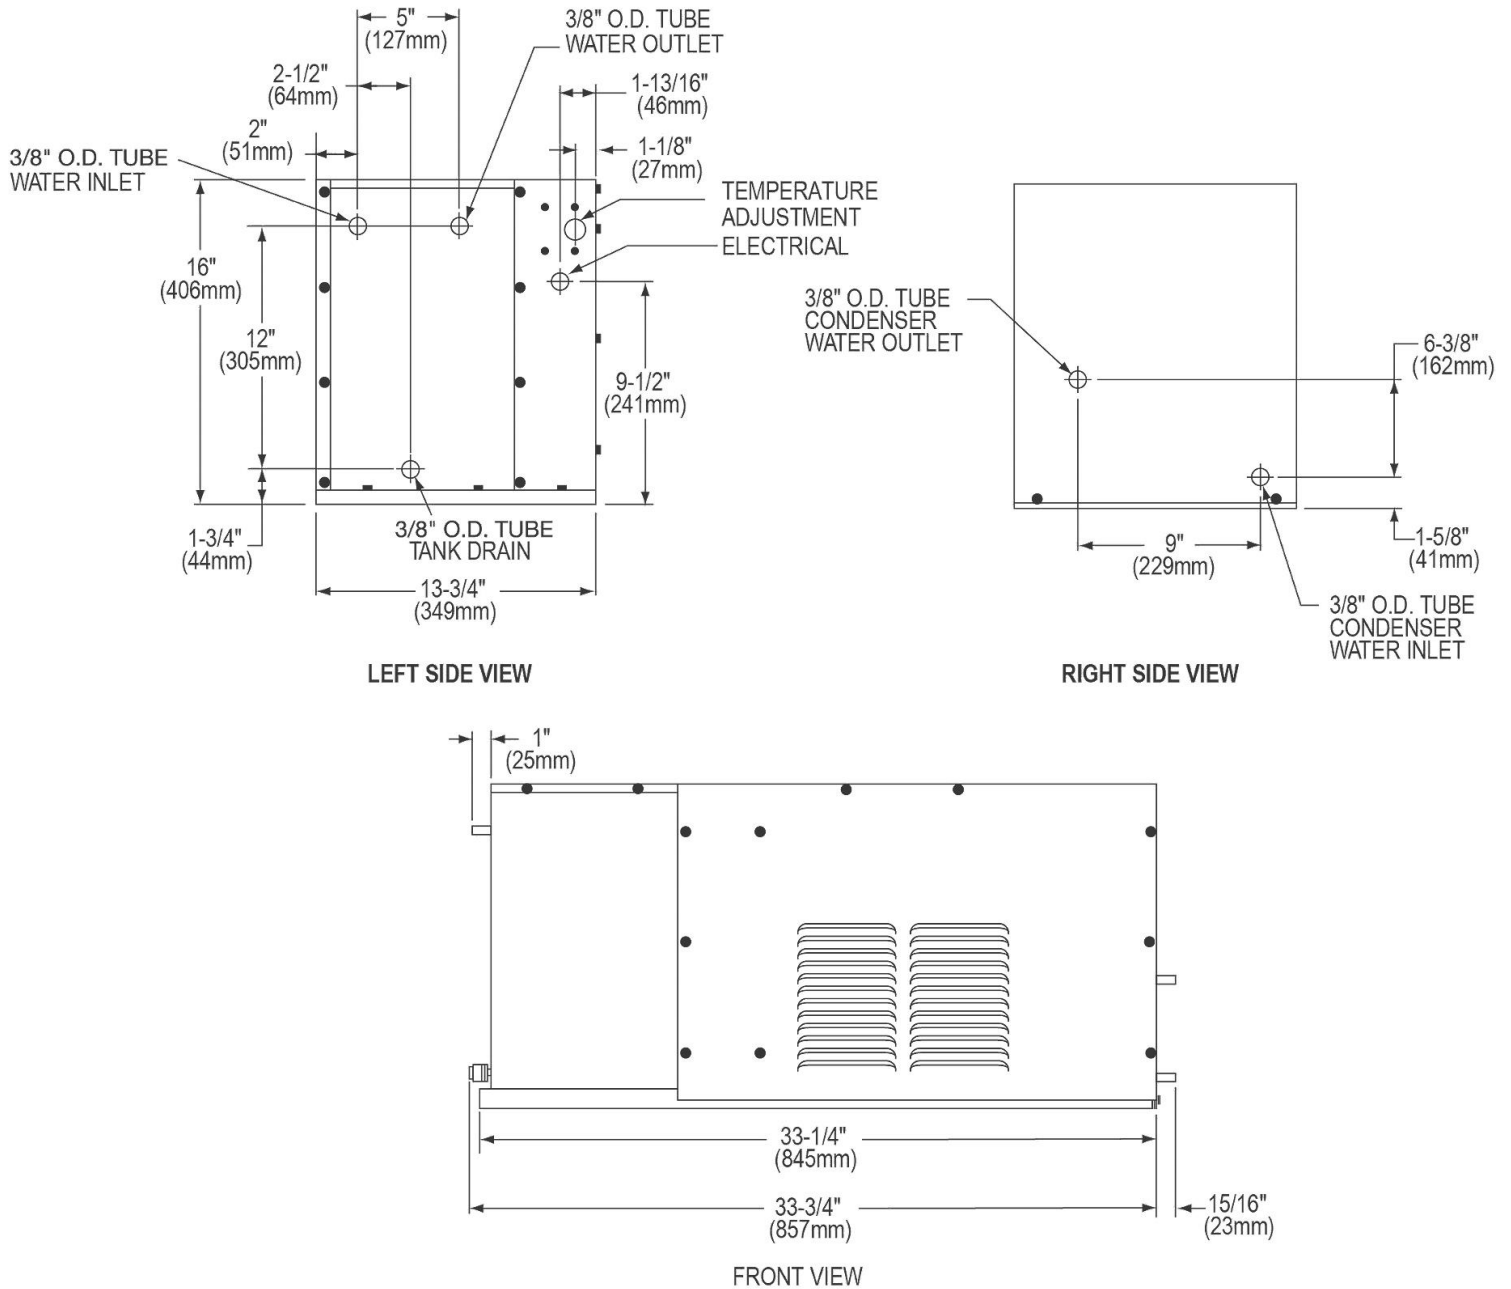 5"
(127mm)
3/8" O.D. TUBE
WATER OUTLET
2-1/2"
(64mm)
1-13/16"
(46mm)
2"
(51mm)
1-1/8"
(27mm)
3/8" O.D. TUBE
WATER INLET
TEMPERATURE
ADJUSTMENT
ELECTRICAL
16"
(406mm)
12"
(305mm)
9-1/2"
(241mm)
1-3/4"
(44mm)
3/8" O.D. TUBE
TANK DRAIN
13-3/4"
(349mm)
LEFT SIDE VIEW
3/8" O.D. TUBE
CONDENSER
WATER OUTLET
6-3/8"
(162mm)
9"
(229mm)
1-5/8"
(41mm)
3/8" O.D. TUBE
CONDENSER
WATER INLET
RIGHT SIDE VIEW
1"
(25mm)
33-1/4"
(845mm)
33-3/4"
(857mm)
15/16"
(23mm)
FRONT VIEW